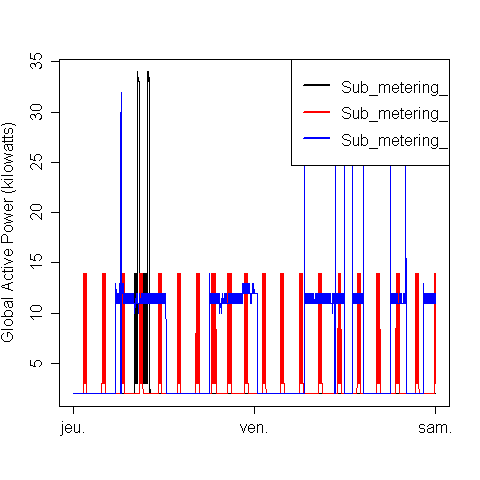 Global Active Power (kilowatts)
35
30
25
20
15
10
5
jeu.
ven.
sam.
Sub_metering_
Sub_metering_
Sub_metering_